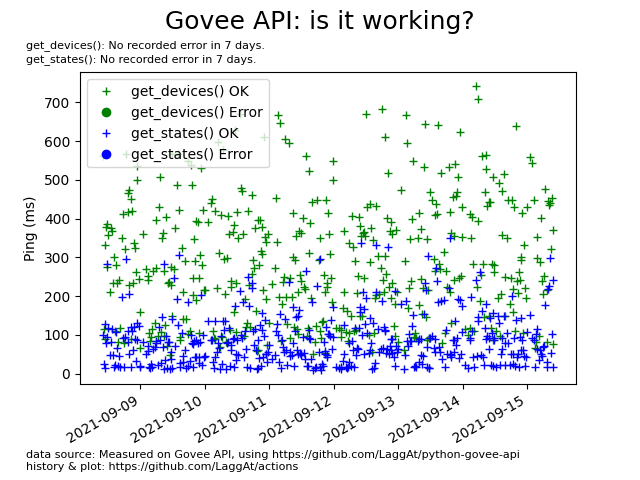 Govee API: is it working?
get_devices(): No recorded error in 7 days.
get_states(): No recorded error in 7 days.
get_devices() OK
get_devices() Error
get_states() OK
get_states() Error
Ping (ms)
700
600
500
400
300
200
100
0
2021-09-09
2021-09-10
2021-09-11
2021-09-12
2021-09-13
2021-09-14
2021-09-15
data source: Measured on Govee API, using https://github.com/LaggAt/python-govee-api
history & plot: https://github.com/LaggAt/actions